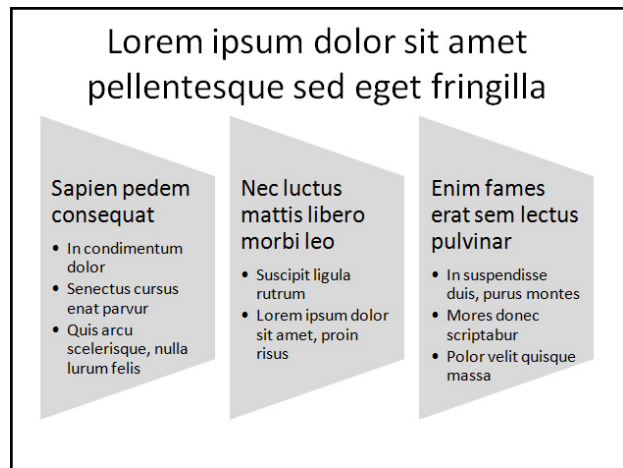 Lorem ipsum dolor sit amet
pellentesque sed eget fringilla
Sapien pedem
consequat
• In condimentum
dolor
• Senectus cursus
enat parvur
• Quis arcu
scelerisque, nulla
lurum felis
Nec luctus
mattis libero
morbi leo
• Suscipit ligula
rutrum
• Lorem ipsum dolor
sit amet, proin
risus
Enim fames
erat sem lectus
pulvinar
• In suspendisse
duis, purus montes
• Mores donec
scriptabur
• Polor velit quisque
massa